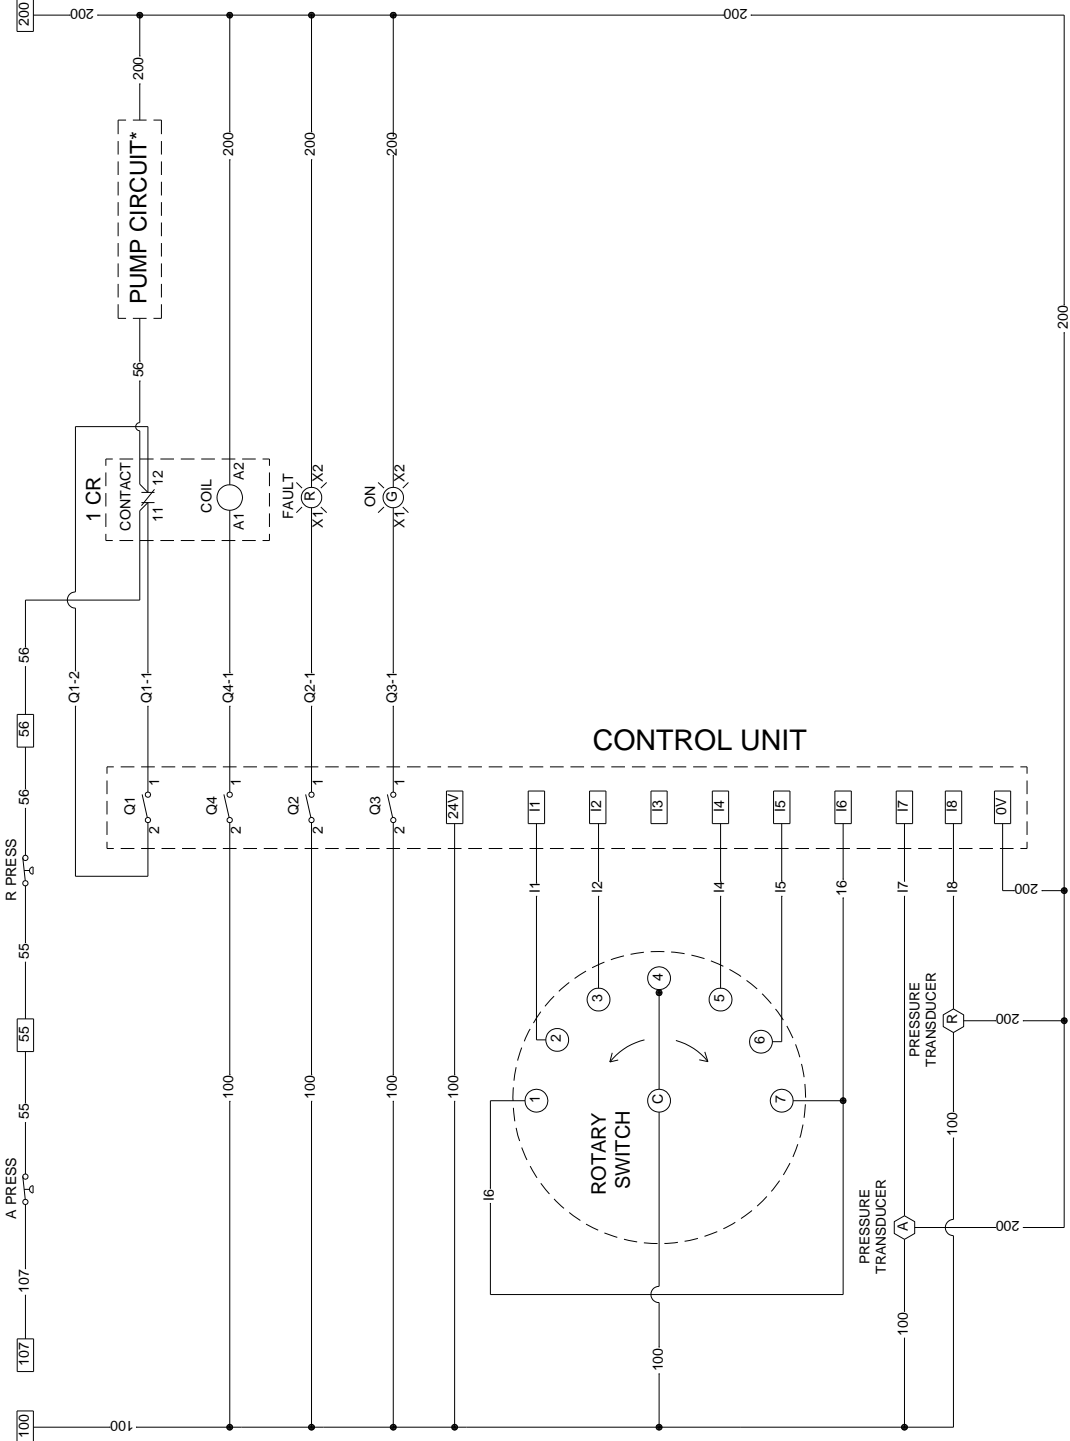 200
200
200
200
200
200
200
PUMP CIRCUIT*
200
56
1 CR
CONTACT
11
12
COIL
A1
A2
FAULT
X1
R
X2
ON
X1
G
X2
56
Q1-2
Q1-1
Q4-1
Q2-1
Q3-1
56
CONTROL UNIT
56
R PRESS
Q1
1
2
Q4
1
2
Q2
1
2
Q3
1
2
24V
I1
I2
I3
I4
I5
I6
I7
I8
0V
I1
I2
I4
I5
16
I7
I8
200
55
55
55
A PRESS
107
107
100
100
100
100
100
100
ROTARY
SWITCH
1
2
3
4
5
6
7
C
I6
100
PRESSURE
TRANSDUCER
R
200
100
PRESSURE
TRANSDUCER
A
200
100